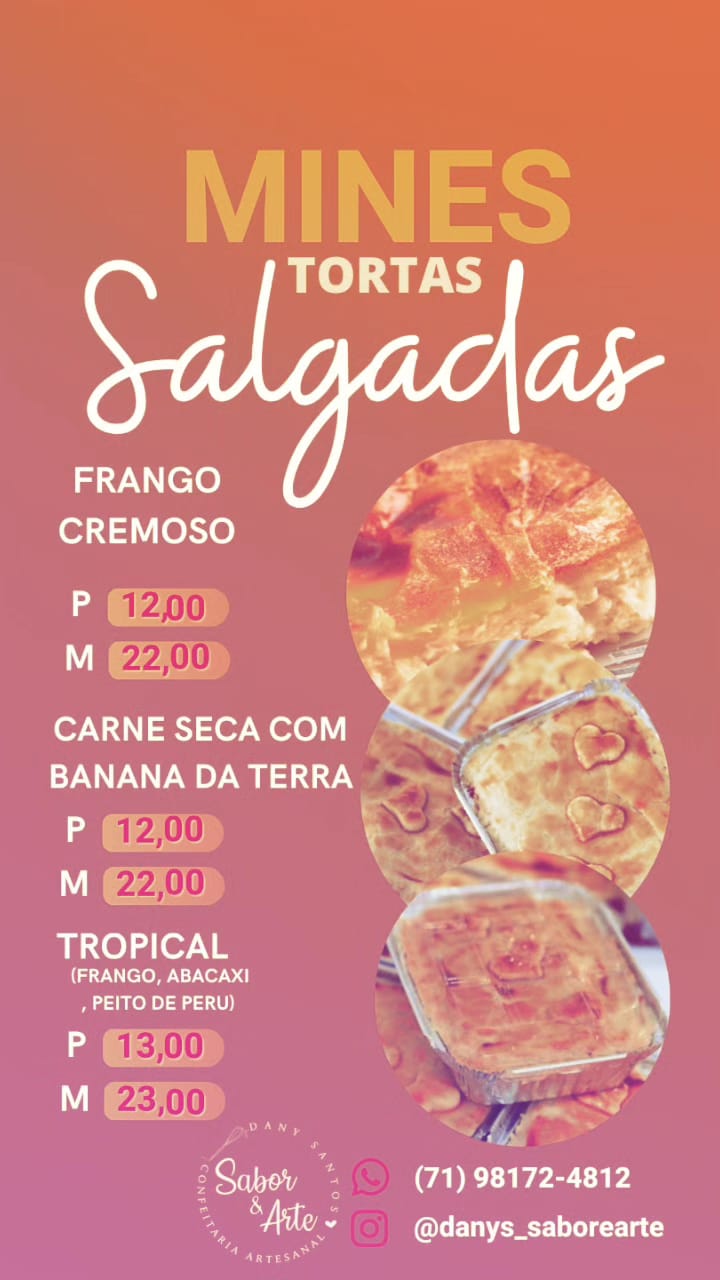 MINES
TORTAS
Salgadas
FRANGO
CREMOSO
P 12,00
M 22,00
CARNE SECA COM
BANANA DA TERRA
P 12,00
M 22,00
TROPICAL
(FRANGO, ABACAXI
, PEITO DE PERU)
P 13,00
M 23,00
DANY SANTOS
Sabor
& Arte
CONFEITARIA ARTESANAL
(71) 98172-4812
@danys_saborearte